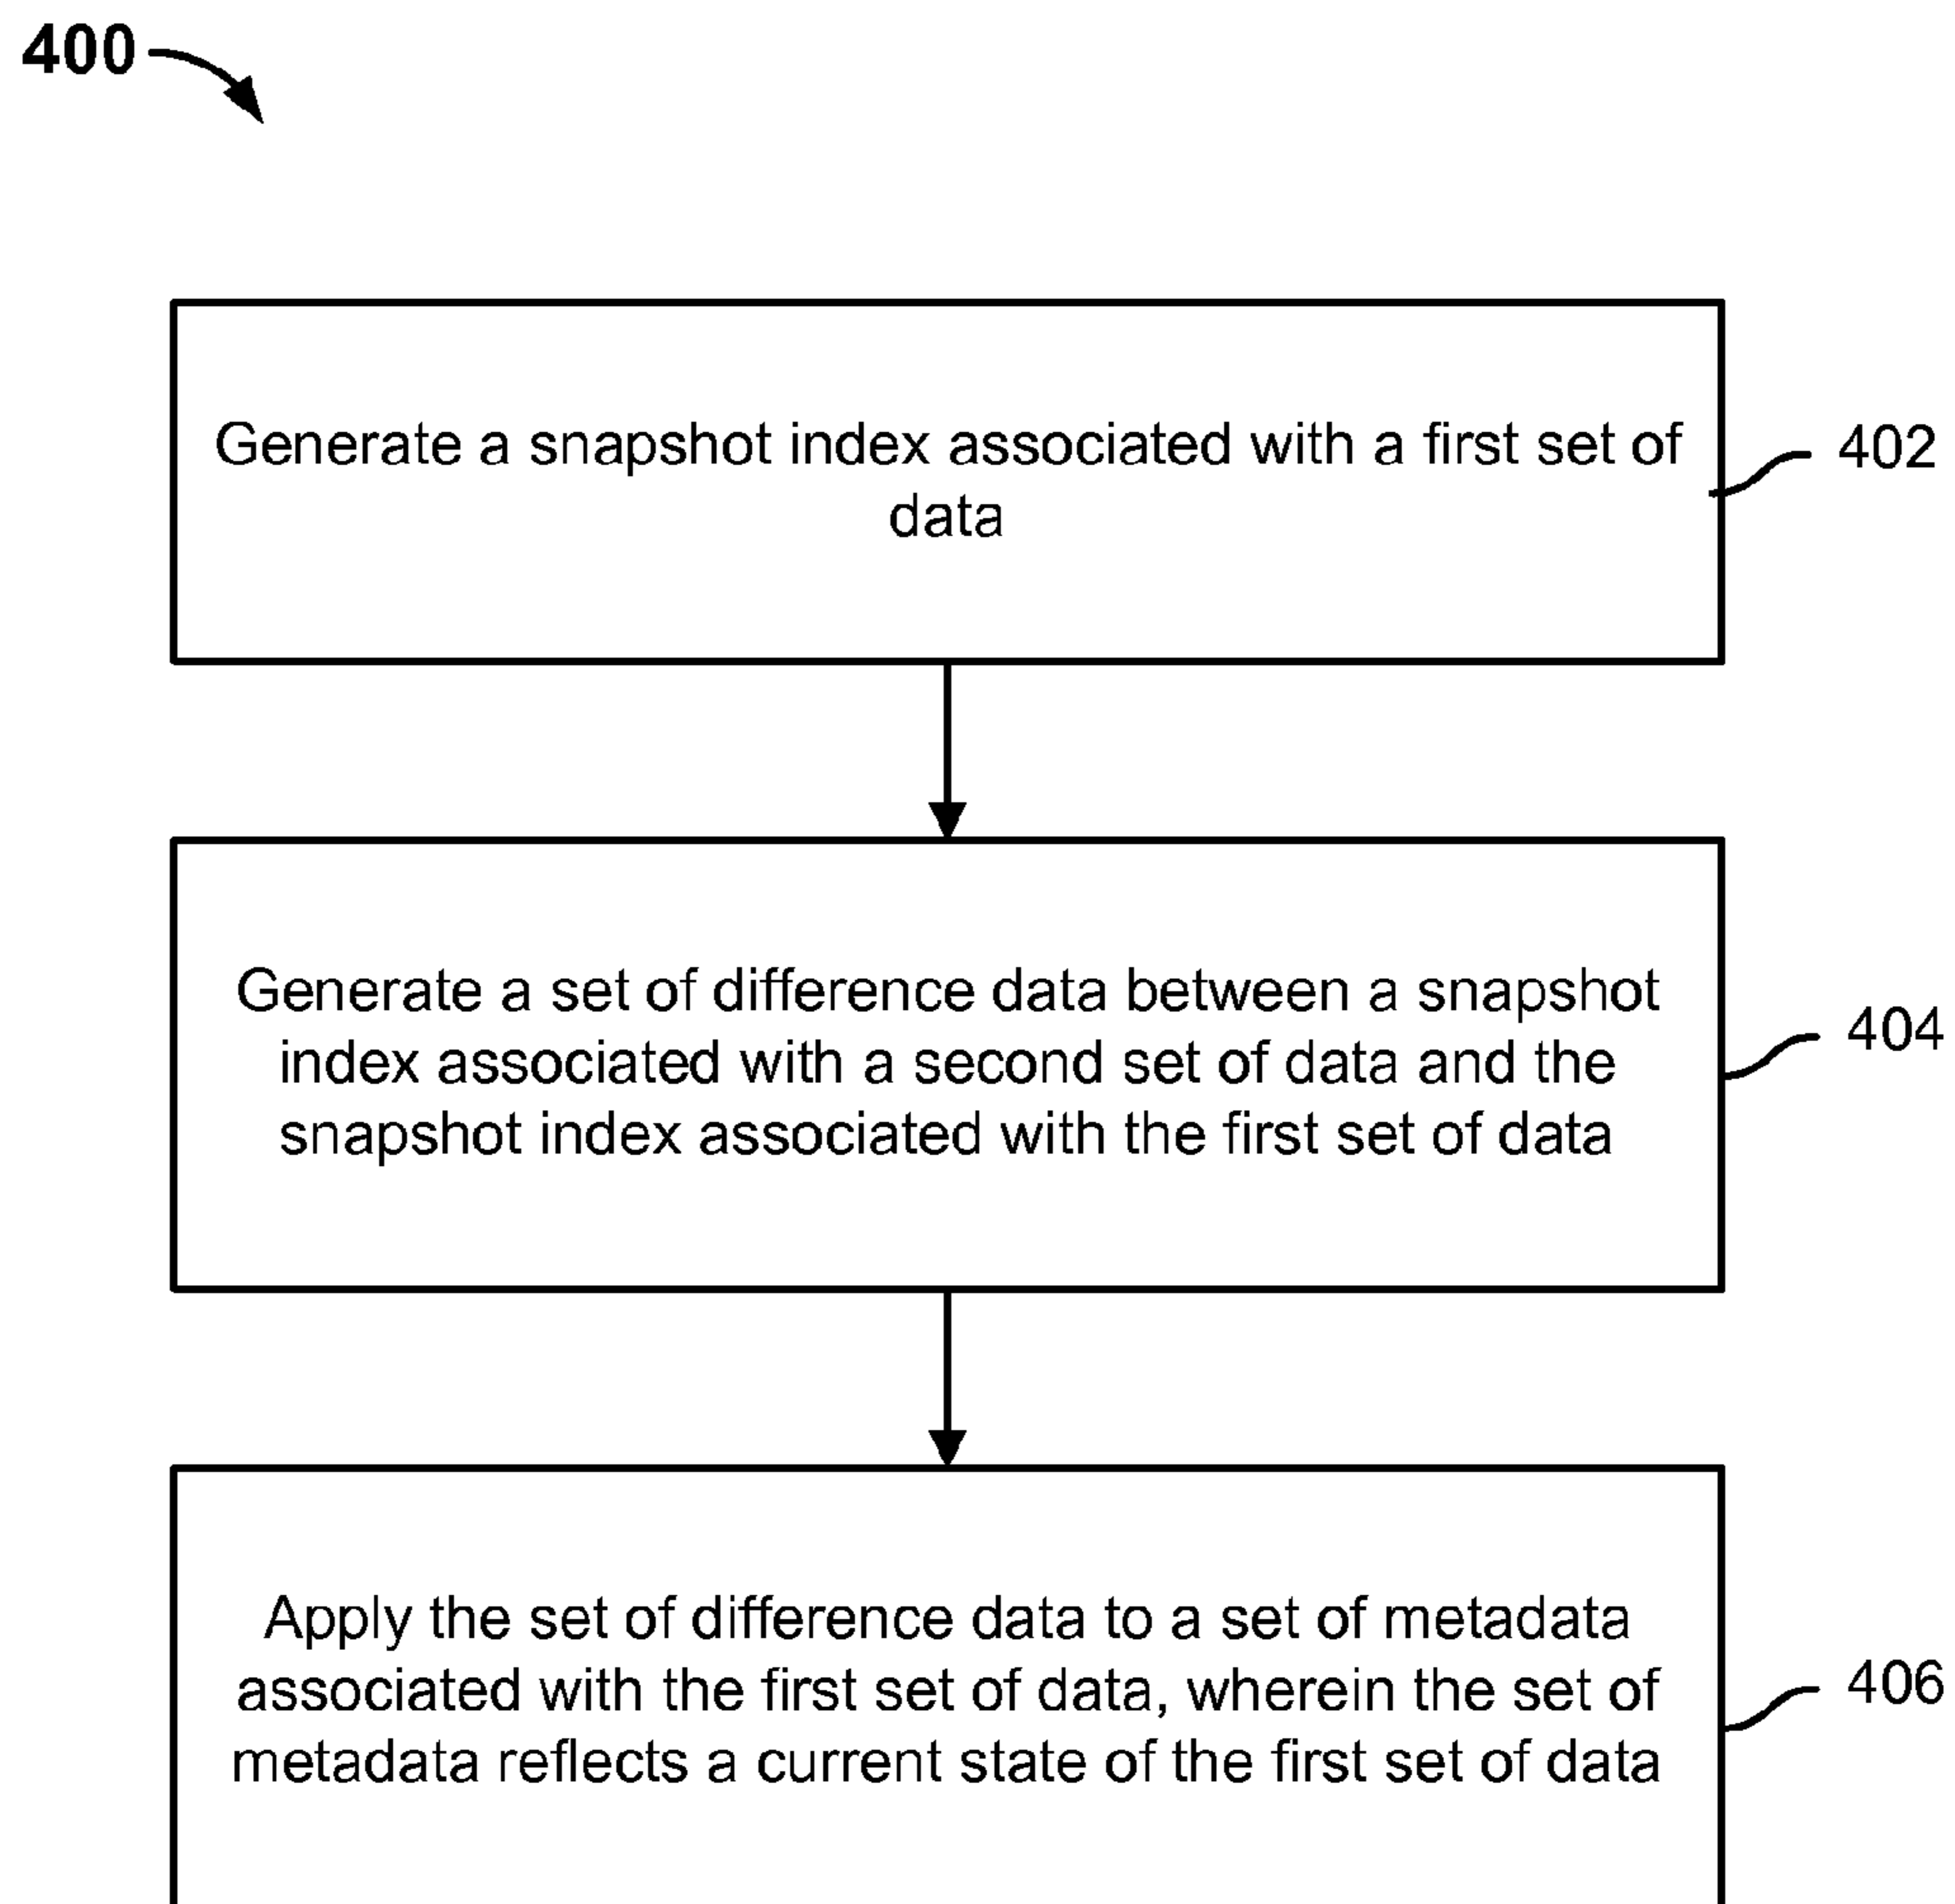 400
Generate a snapshot index associated with a first set of
data
402
Generate a set of difference data between a snapshot
index associated with a second set of data and the
snapshot index associated with the first set of data
404
Apply the set of difference data to a set of metadata
associated with the first set of data, wherein the set of
metadata reflects a current state of the first set of data
406